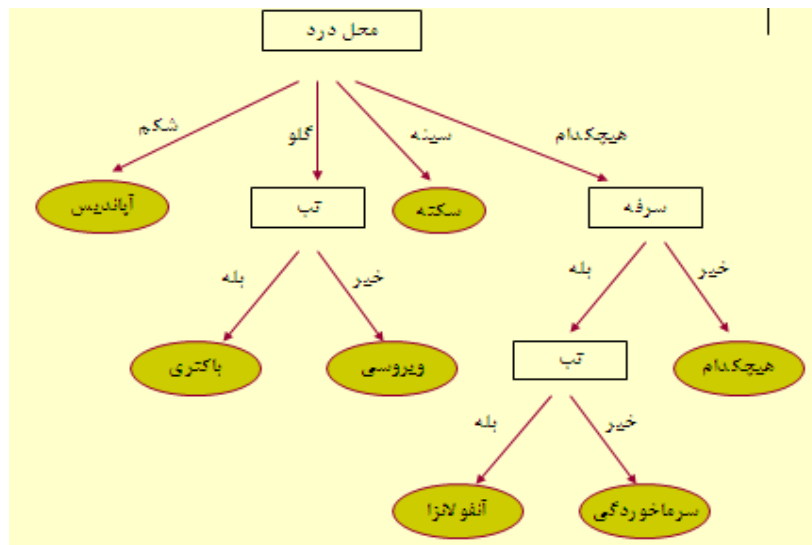 محل درد
هیچکدام
سینه
گلو
شکم
سرفه
سکته
تب
آپاندیس
خیر
بله
خیر
بله
هیچکدام
تب
ویروسی
باکتری
خیر
بله
سرماخوردگی
آنفولانزا